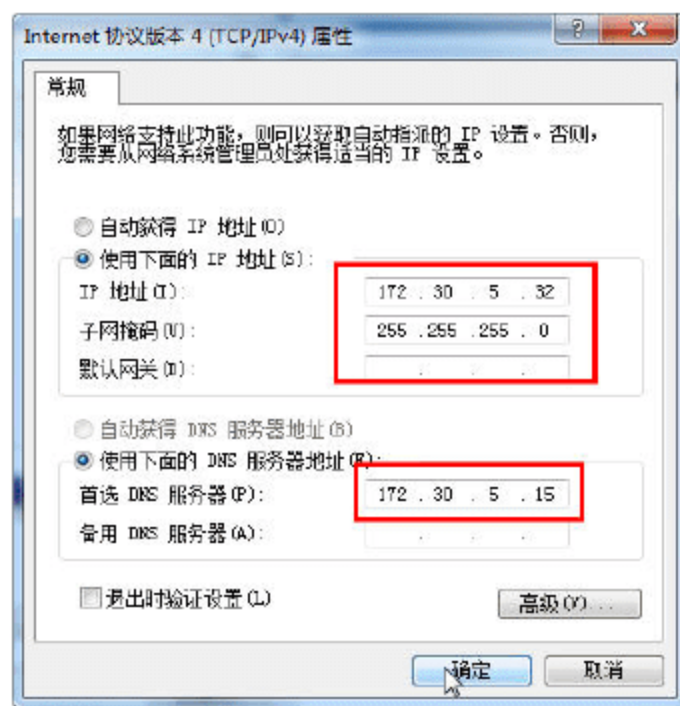 Internet 协议版本 4 (TCP/IPv4) 属性
常规
如果网络支持此功能，则可以获取自动指派的 IP 设置。否则，
您需要从网络系统管理员处获得适当的 IP 设置。
自动获得 IP 地址(O)
使用下面的 IP 地址(S):
IP 地址(I): 172 . 30 . 5 . 32
子网掩码(U): 255 .255 .255 . 0
默认网关(D): . . .
自动获得 DNS 服务器地址(B)
使用下面的 DNS 服务器地址(E):
首选 DNS 服务器(P): 172 . 30 . 5 . 15
备用 DNS 服务器(A): . . .
退出时验证设置(L)
高级(V)...
确定 取消